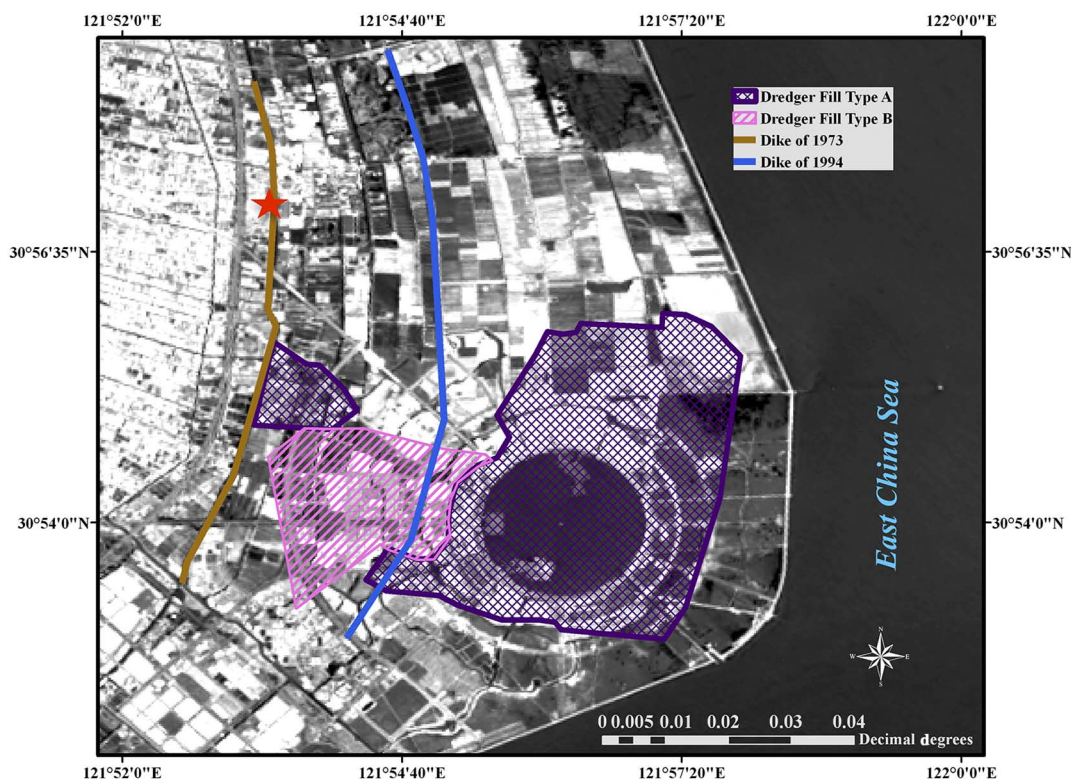 121°52'0"E 121°54'40"E 121°57'20"E 122°0'0"E
Dredger Fill Type A
Dredger Fill Type B
Dike of 1973
Dike of 1994
30°56'35"N 30°56'35"N
East China Sea
30°54'0"N 30°54'0"N
N
W E
S
0 0.005 0.01 0.02 0.03 0.04
Decimal degrees
121°52'0"E 121°54'40"E 121°57'20"E 122°0'0"E